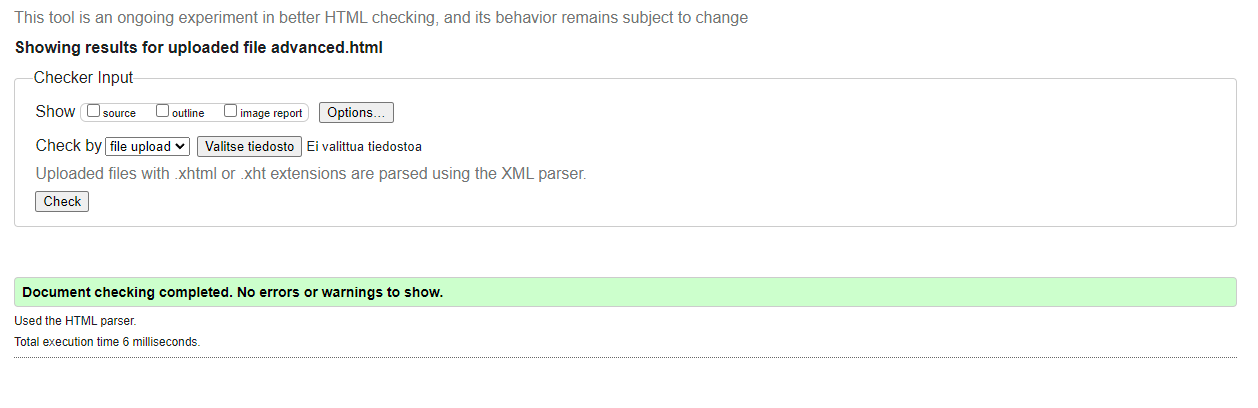 This tool is an ongoing experiment in better HTML checking, and its behavior remains subject to change
Showing results for uploaded file advanced.html
Checker Input
Show source outline image report Options...
Check by file upload Valitse tiedosto Ei valittua tiedostoa
Uploaded files with .xhtml or .xht extensions are parsed using the XML parser.
Check
Document checking completed. No errors or warnings to show.
Used the HTML parser.
Total execution time 6 milliseconds.